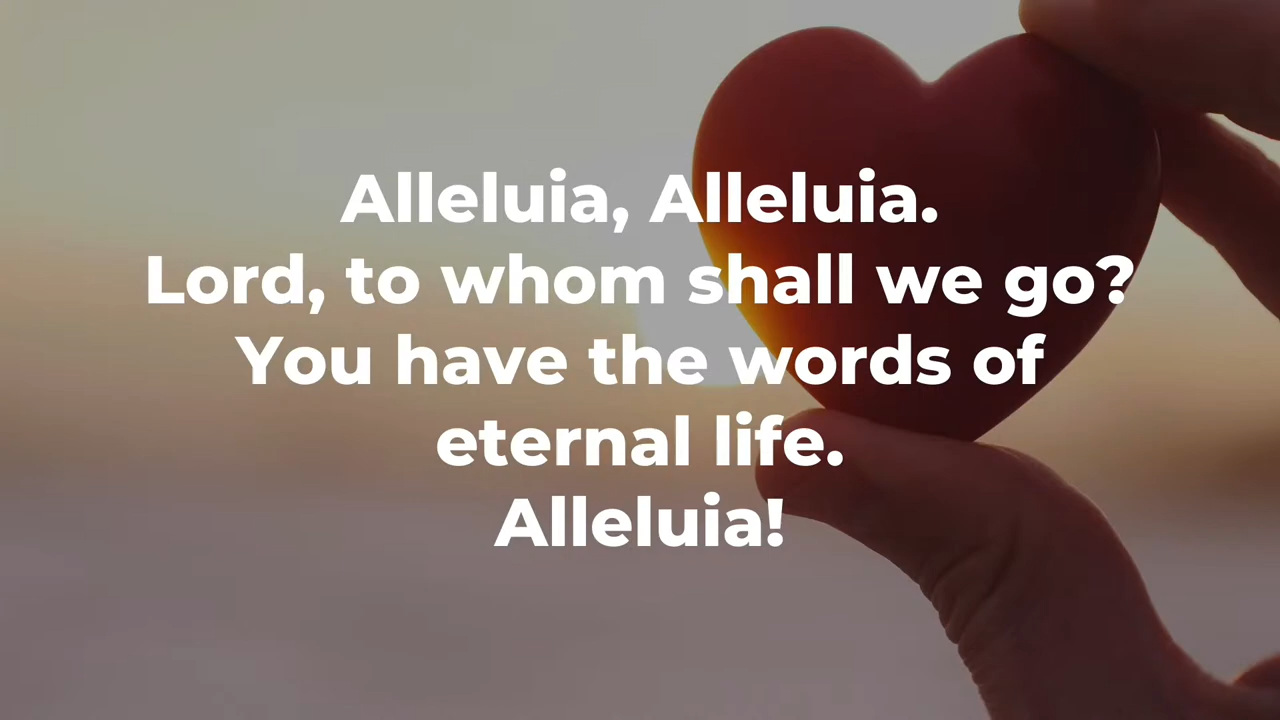 Alleluia, Alleluia.
Lord, to whom shall we go?
You have the words of
eternal life.
Alleluia!